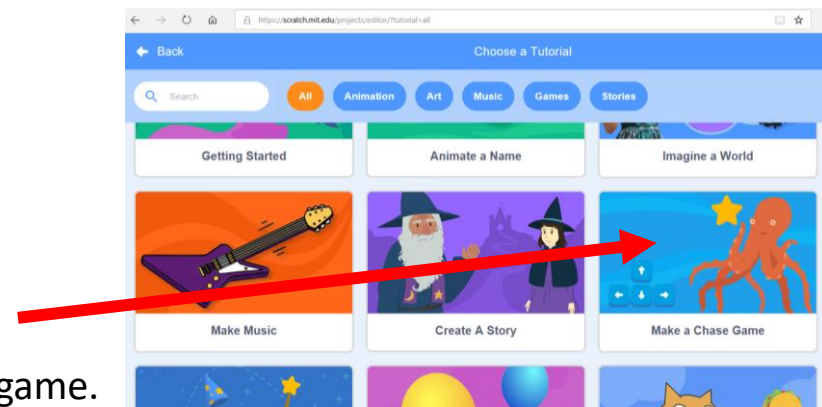 https://scratch.mit.edu/projects/editor/?tutorial=all
Back
Choose a Tutorial
Search
All
Animation
Art
Music
Games
Stories
Getting Started
Animate a Name
Imagine a World
Make Music
Create A Story
Make a Chase Game
game.